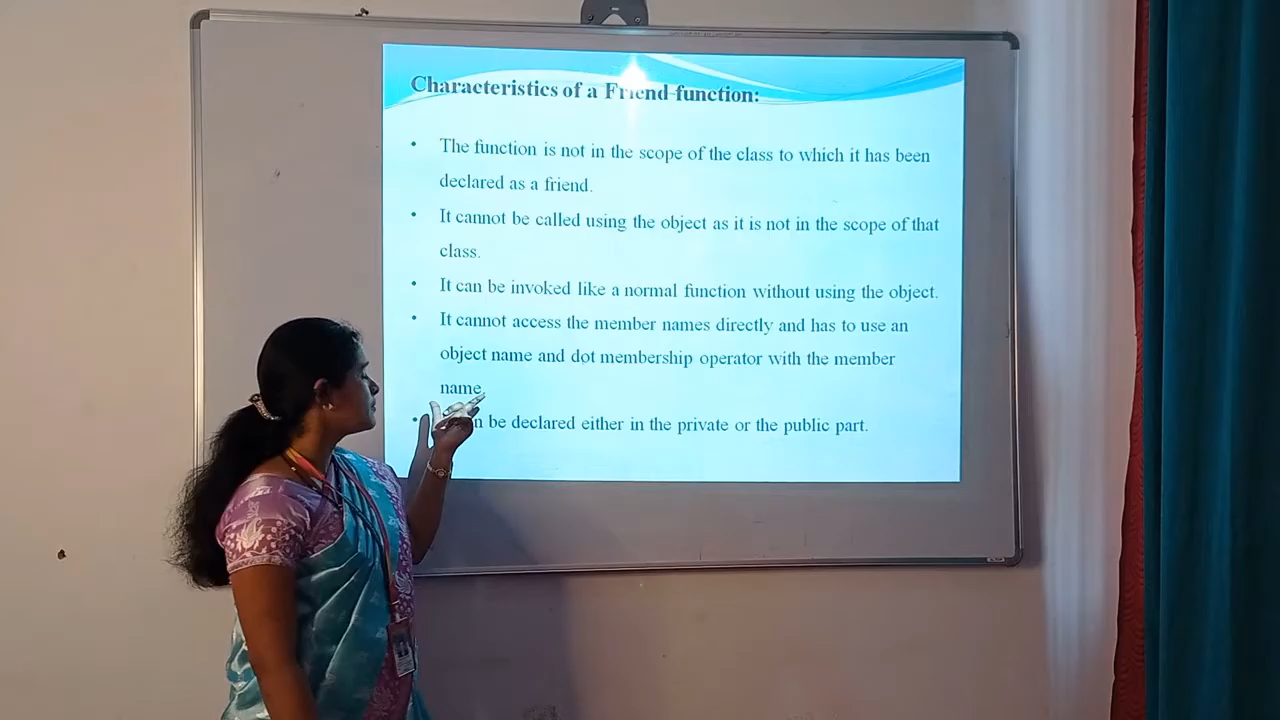 Characteristics of a Friend function:
• The function is not in the scope of the class to which it has been
declared as a friend.
• It cannot be called using the object as it is not in the scope of that
class.
• It can be invoked like a normal function without using the object.
• It cannot access the member names directly and has to use an
object name and dot membership operator with the member
name.
• be declared either in the private or the public part.